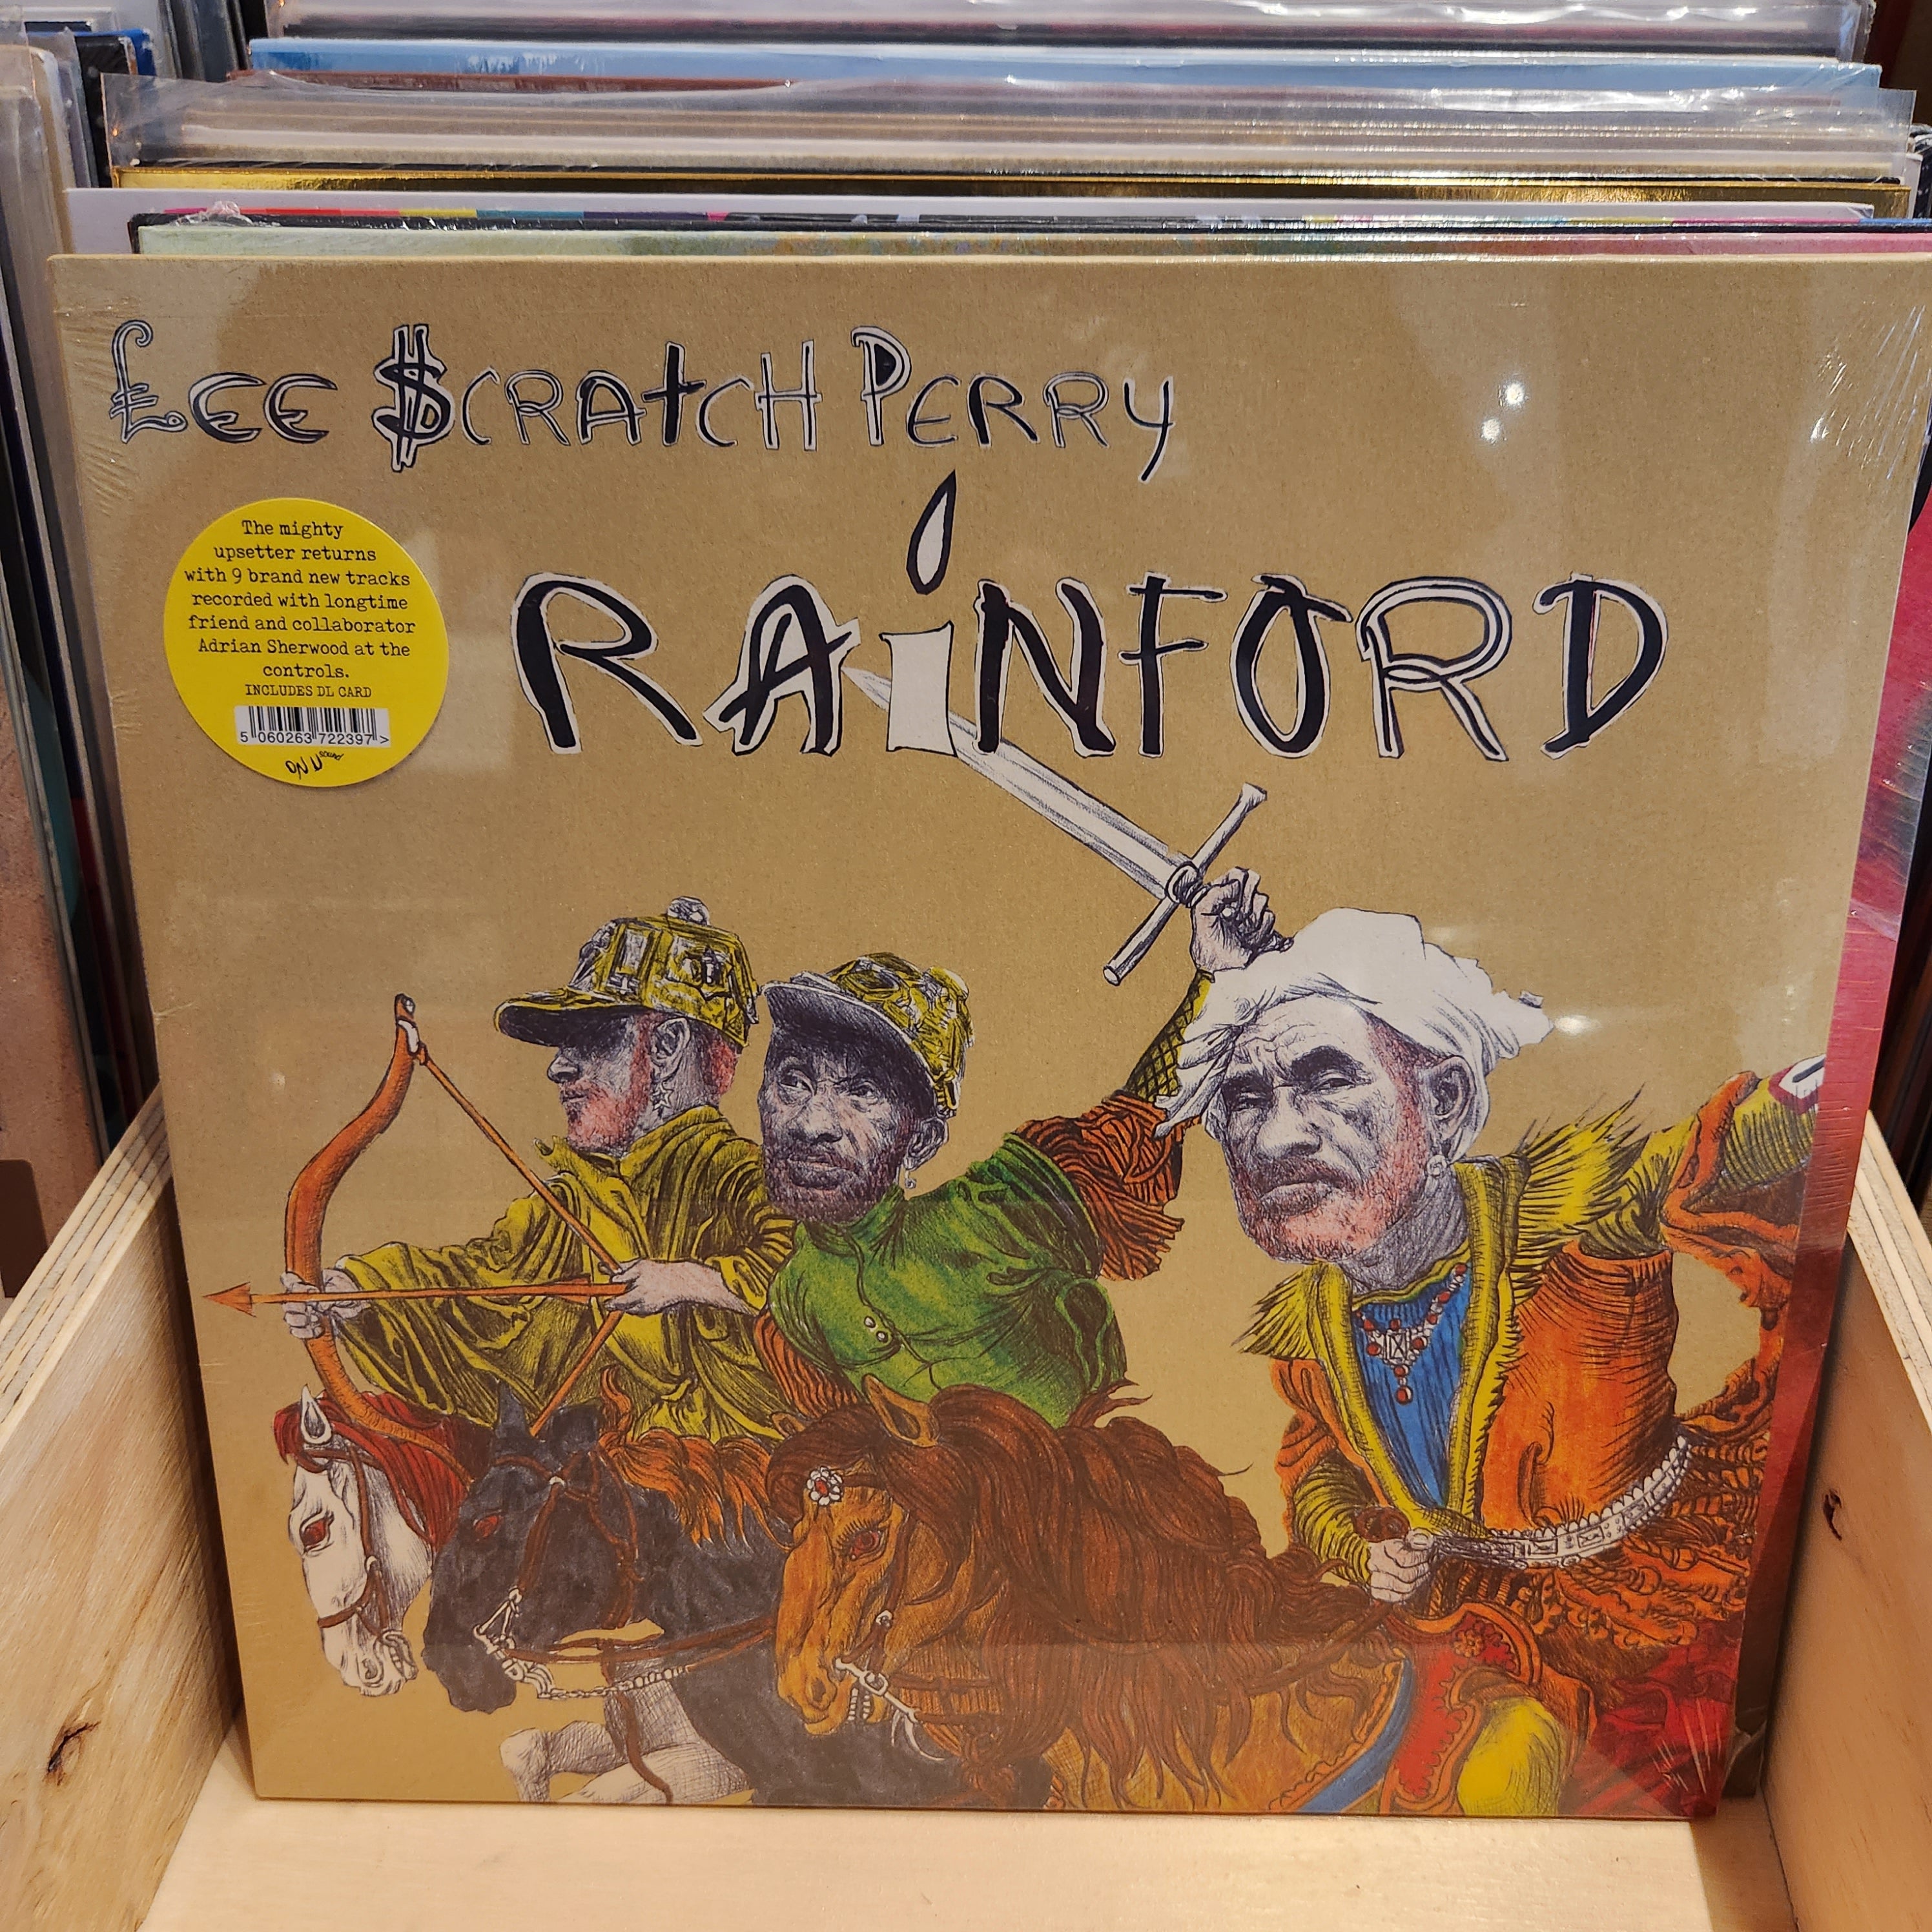 £ee $cratch Perry
RAiNFORD
The mighty
upsetter returns
with 9 brand new tracks
recorded with longtime
friend and collaborator
Adrian Sherwood at the
controls.
INCLUDES DL CARD
5 060263 722397 >
ON U SOUND